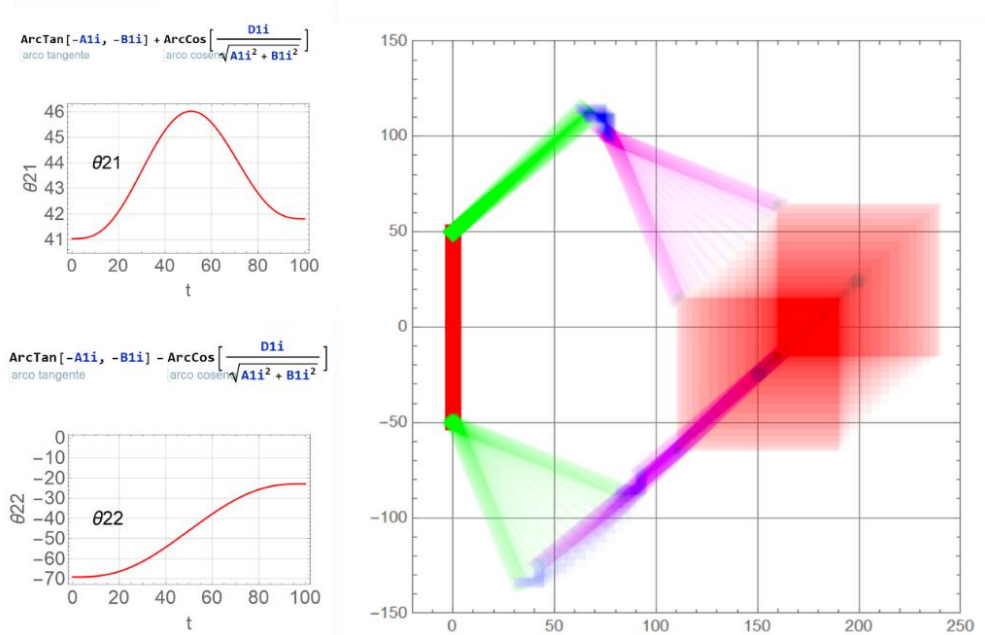 ArcTan[-A1i, -B1i] + ArcCos[D1i/√(A1i² + B1i²)]
arco tangente arco coseno
46
45
44
43
42
41
θ21
θ21
0 20 40 60 80 100
t
ArcTan[-A1i, -B1i] - ArcCos[D1i/√(A1i² + B1i²)]
arco tangente arco coseno
0
-10
-20
-30
-40
-50
-60
-70
θ22
θ22
0 20 40 60 80 100
t
150
100
50
0
-50
-100
-150
0 50 100 150 200 250